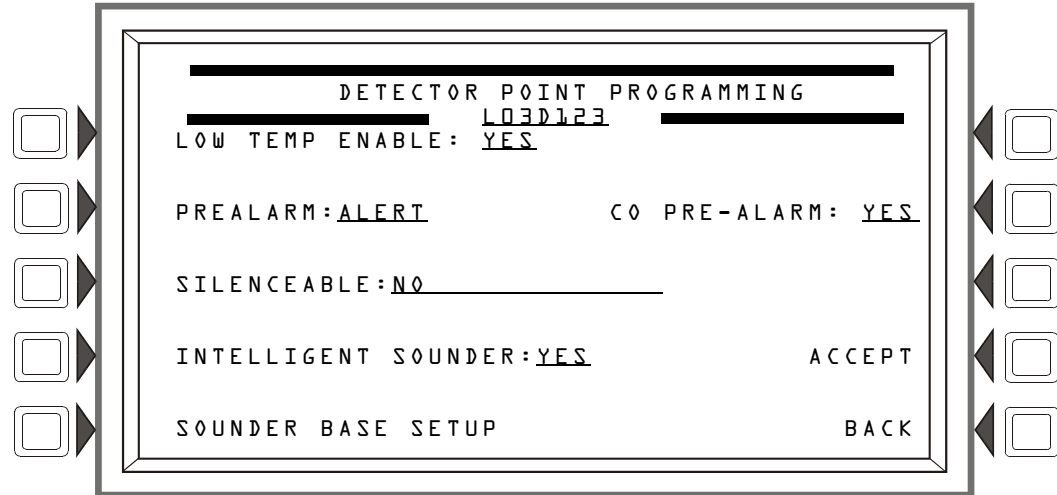 DETECTOR POINT PROGRAMMING
L03D123
LOW TEMP ENABLE: YES
PREALARM:ALERT CO PRE-ALARM: YES
SILENCEABLE:NO
INTELLIGENT SOUNDER:YES ACCEPT
SOUNDER BASE SETUP BACK